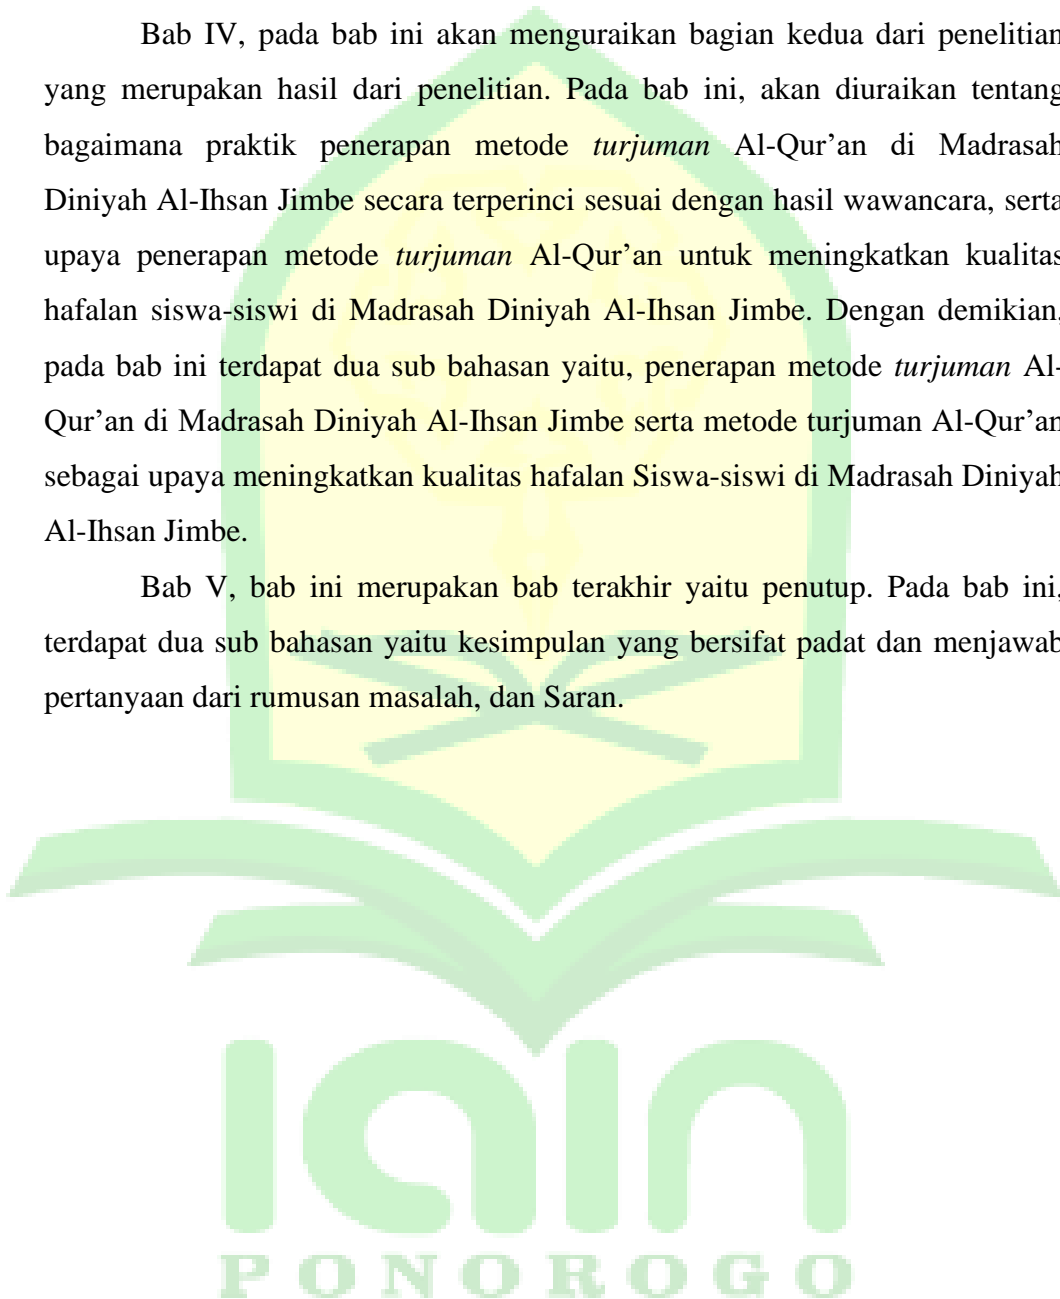 Bab IV, pada bab ini akan menguraikan bagian kedua dari penelitian
yang merupakan hasil dari penelitian. Pada bab ini, akan diuraikan tentang
bagaimana praktik penerapan metode turjuman Al-Qur’an di Madrasah
Diniyah Al-Ihsan Jimbe secara terperinci sesuai dengan hasil wawancara, serta
upaya penerapan metode turjuman Al-Qur’an untuk meningkatkan kualitas
hafalan siswa-siswi di Madrasah Diniyah Al-Ihsan Jimbe. Dengan demikian,
pada bab ini terdapat dua sub bahasan yaitu, penerapan metode turjuman Al-
Qur’an di Madrasah Diniyah Al-Ihsan Jimbe serta metode turjuman Al-Qur’an
sebagai upaya meningkatkan kualitas hafalan Siswa-siswi di Madrasah Diniyah
Al-Ihsan Jimbe.
Bab V, bab ini merupakan bab terakhir yaitu penutup. Pada bab ini,
terdapat dua sub bahasan yaitu kesimpulan yang bersifat padat dan menjawab
pertanyaan dari rumusan masalah, dan Saran.
iain
PONOROGO